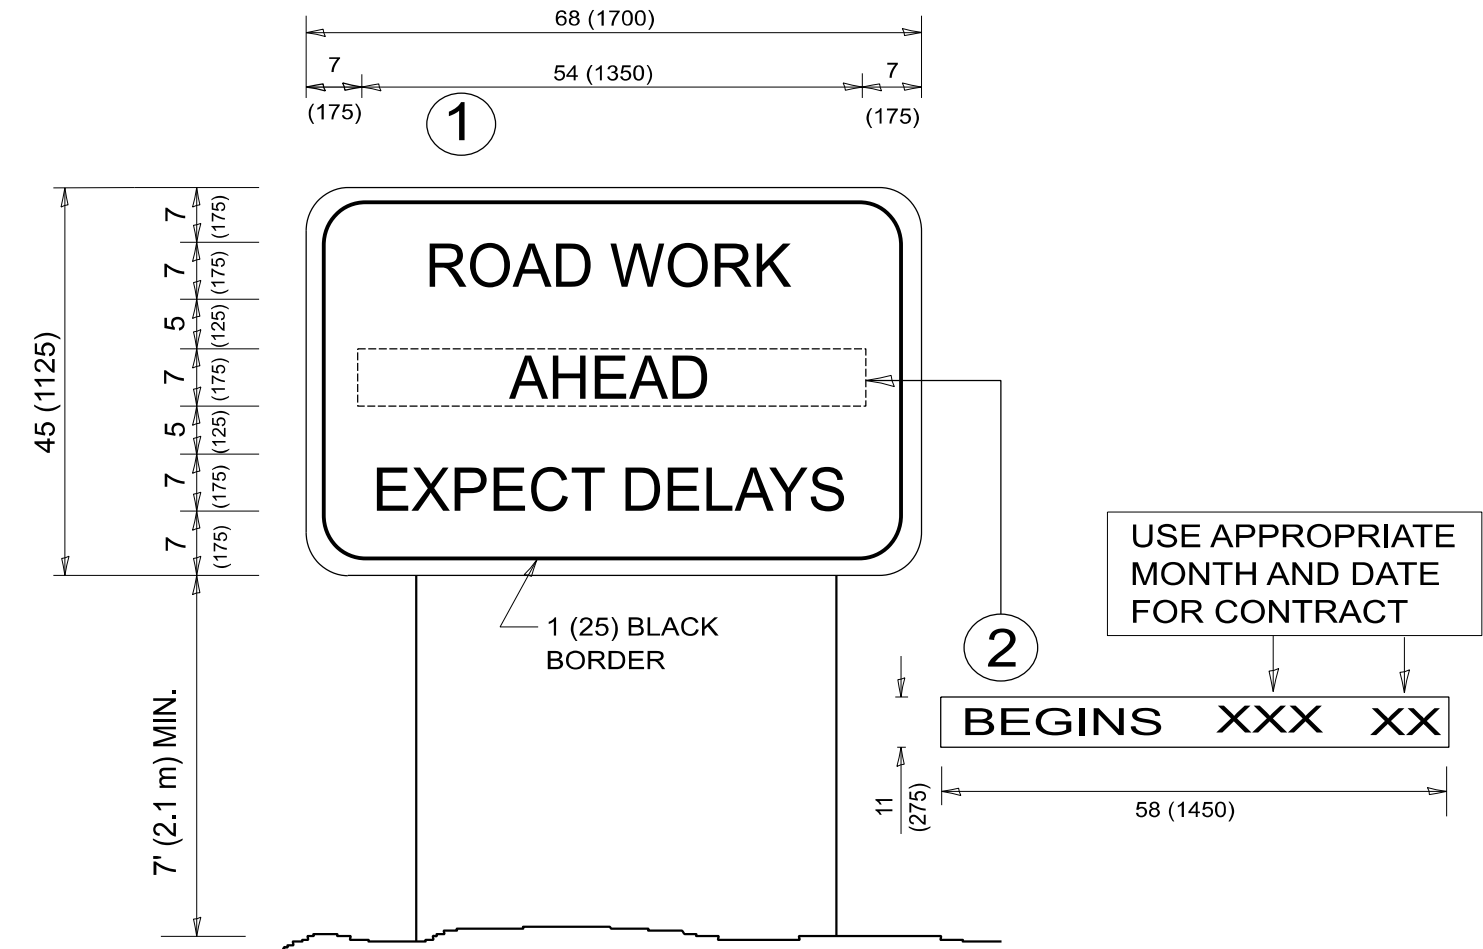 68 (1700)
7
54 (1350)
7
(175)
(175)
1
45 (1125)
7 (175)
7 (175)
5 (125)
7 (175)
5 (125)
7 (175)
7 (175)
ROAD WORK
AHEAD
EXPECT DELAYS
1 (25) BLACK
BORDER
7' (2.1 m) MIN.
2
USE APPROPRIATE
MONTH AND DATE
FOR CONTRACT
BEGINS XXX XX
11
(275)
58 (1450)